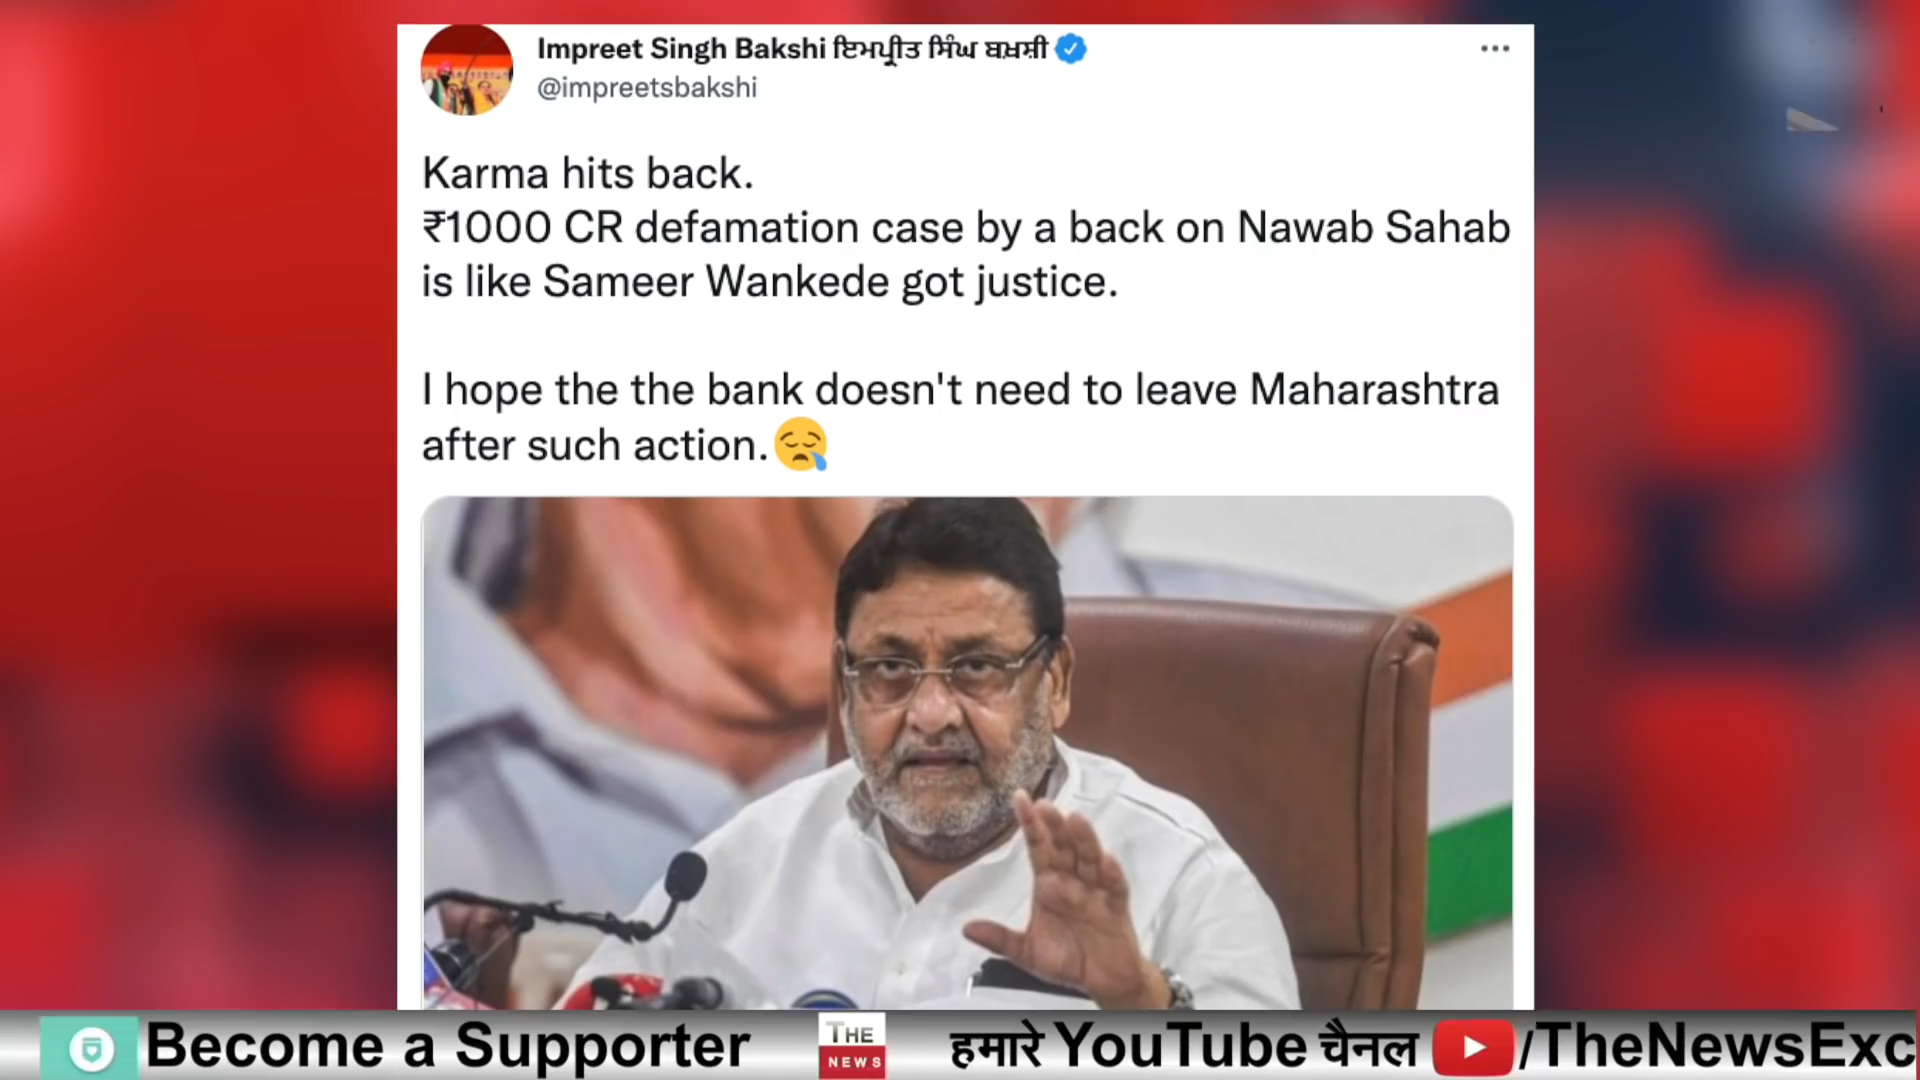 Impreet Singh Bakshi ਇਮਪ੍ਰੀਤ ਸਿੰਘ ਬਖ਼ਸ਼ੀ
@impreetsbakshi
Karma hits back.
₹1000 CR defamation case by a back on Nawab Sahab
is like Sameer Wankede got justice.
I hope the the bank doesn't need to leave Maharashtra
after such action.
Become a Supporter
THE
NEWS
हमारे YouTube चैनल
/TheNewsExc